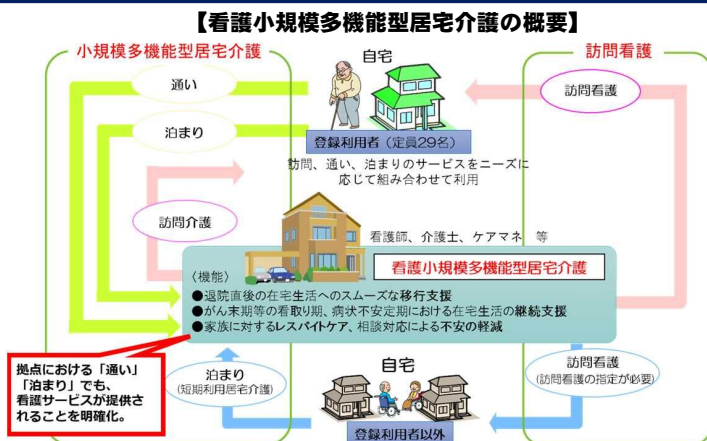 【看護小規模多機能型居宅介護の概要】
小規模多機能型居宅介護
自宅
訪問看護
通い
訪問看護
泊まり
登録利用者（定員29名）
訪問、通い、泊まりのサービスをニーズに
応じて組み合わせて利用
訪問介護
看護師、介護士、ケアマネ　等
看護小規模多機能型居宅介護
〈機能〉
●退院直後の在宅生活へのスムーズな移行支援
●がん末期等の看取り期、病状不安定期における在宅生活の継続支援
●家族に対するレスパイトケア、相談対応による不安の軽減
拠点における「通い」
「泊まり」でも、
看護サービスが提供さ
れることを明確化。
泊まり
(短期利用居宅介護)
自宅
訪問看護
(訪問看護の指定が必要)
登録利用者以外